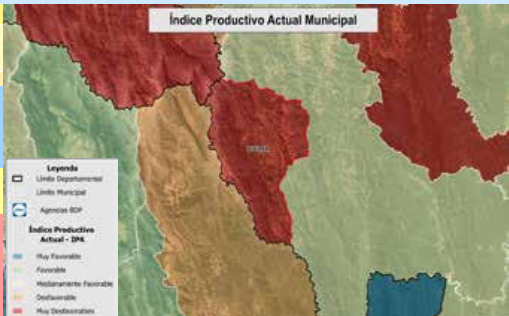 Índice Productivo Actual Municipal
Leyenda
Límite Departamental
Límite Municipal
Agencias BDP
Índice Productivo
Actual - IPA
Muy Favorable
Favorable
Medianamente Favorable
Desfavorable
Muy Desfavorables